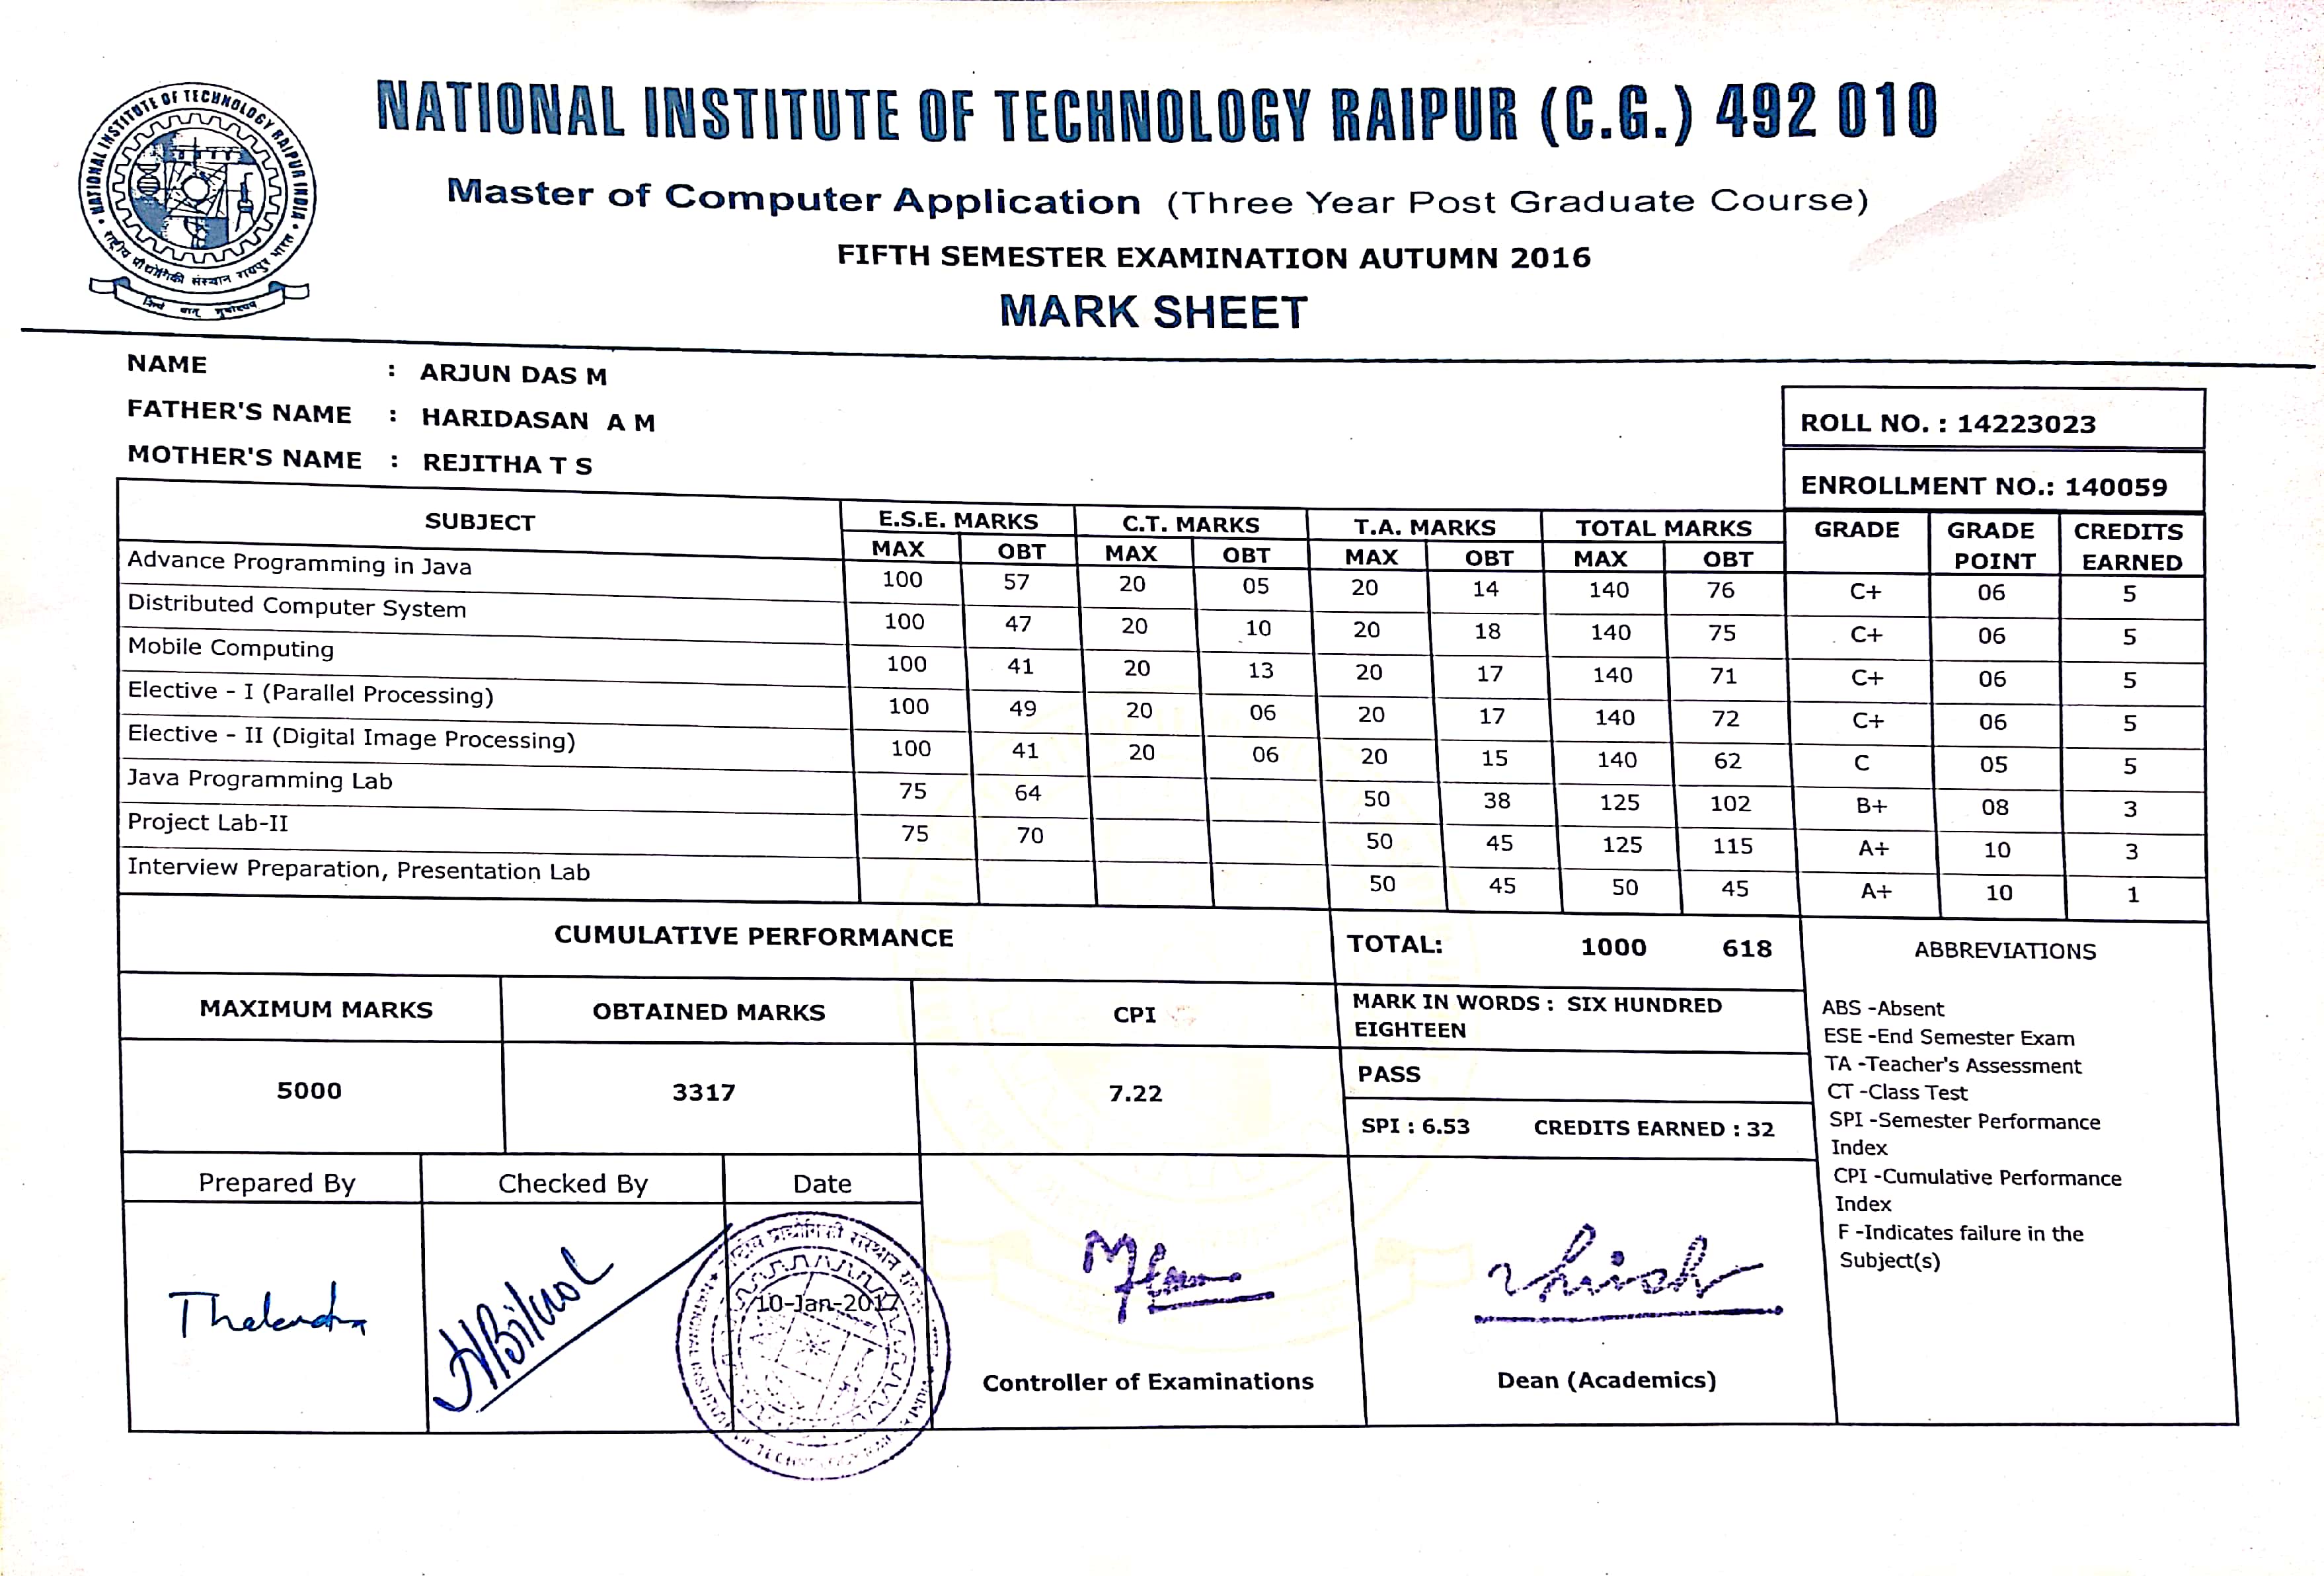 NATIONAL INSTITUTE OF TECHNOLOGY RAIPUR INDIA
राष्ट्रीय प्रौद्योगिकी संस्थान रायपुर भारत
NATIONAL INSTITUTE OF TECHNOLOGY RAIPUR (C.G.) 492 010
Master of Computer Application (Three Year Post Graduate Course)
FIFTH SEMESTER EXAMINATION AUTUMN 2016
MARK SHEET
NAME : ARJUN DAS M
FATHER'S NAME : HARIDASAN A M
MOTHER'S NAME : REJITHA T S
ROLL NO. : 14223023
ENROLLMENT NO.: 140059
SUBJECT E.S.E. MARKS C.T. MARKS T.A. MARKS TOTAL MARKS GRADE GRADE POINT CREDITS EARNED
MAX OBT MAX OBT MAX OBT MAX OBT
Advance Programming in Java 100 57 20 05 20 14 140 76 C+ 06 5
Distributed Computer System 100 47 20 10 20 18 140 75 C+ 06 5
Mobile Computing 100 41 20 13 20 17 140 71 C+ 06 5
Elective - I (Parallel Processing) 100 49 20 06 20 17 140 72 C+ 06 5
Elective - II (Digital Image Processing) 100 41 20 06 20 15 140 62 C 05 5
Java Programming Lab 75 64 50 38 125 102 B+ 08 3
Project Lab-II 75 70 50 45 125 115 A+ 10 3
Interview Preparation, Presentation Lab 50 45 50 45 A+ 10 1
CUMULATIVE PERFORMANCE
TOTAL: 1000 618
MAXIMUM MARKS OBTAINED MARKS CPI
5000 3317 7.22
MARK IN WORDS : SIX HUNDRED
EIGHTEEN
PASS
SPI : 6.53 CREDITS EARNED : 32
ABBREVIATIONS
ABS -Absent
ESE -End Semester Exam
TA -Teacher's Assessment
CT -Class Test
SPI -Semester Performance
Index
CPI -Cumulative Performance
Index
F -Indicates failure in the
Subject(s)
Prepared By Checked By Date
Thalendra
10-Jan-2017
Controller of Examinations
Dean (Academics)